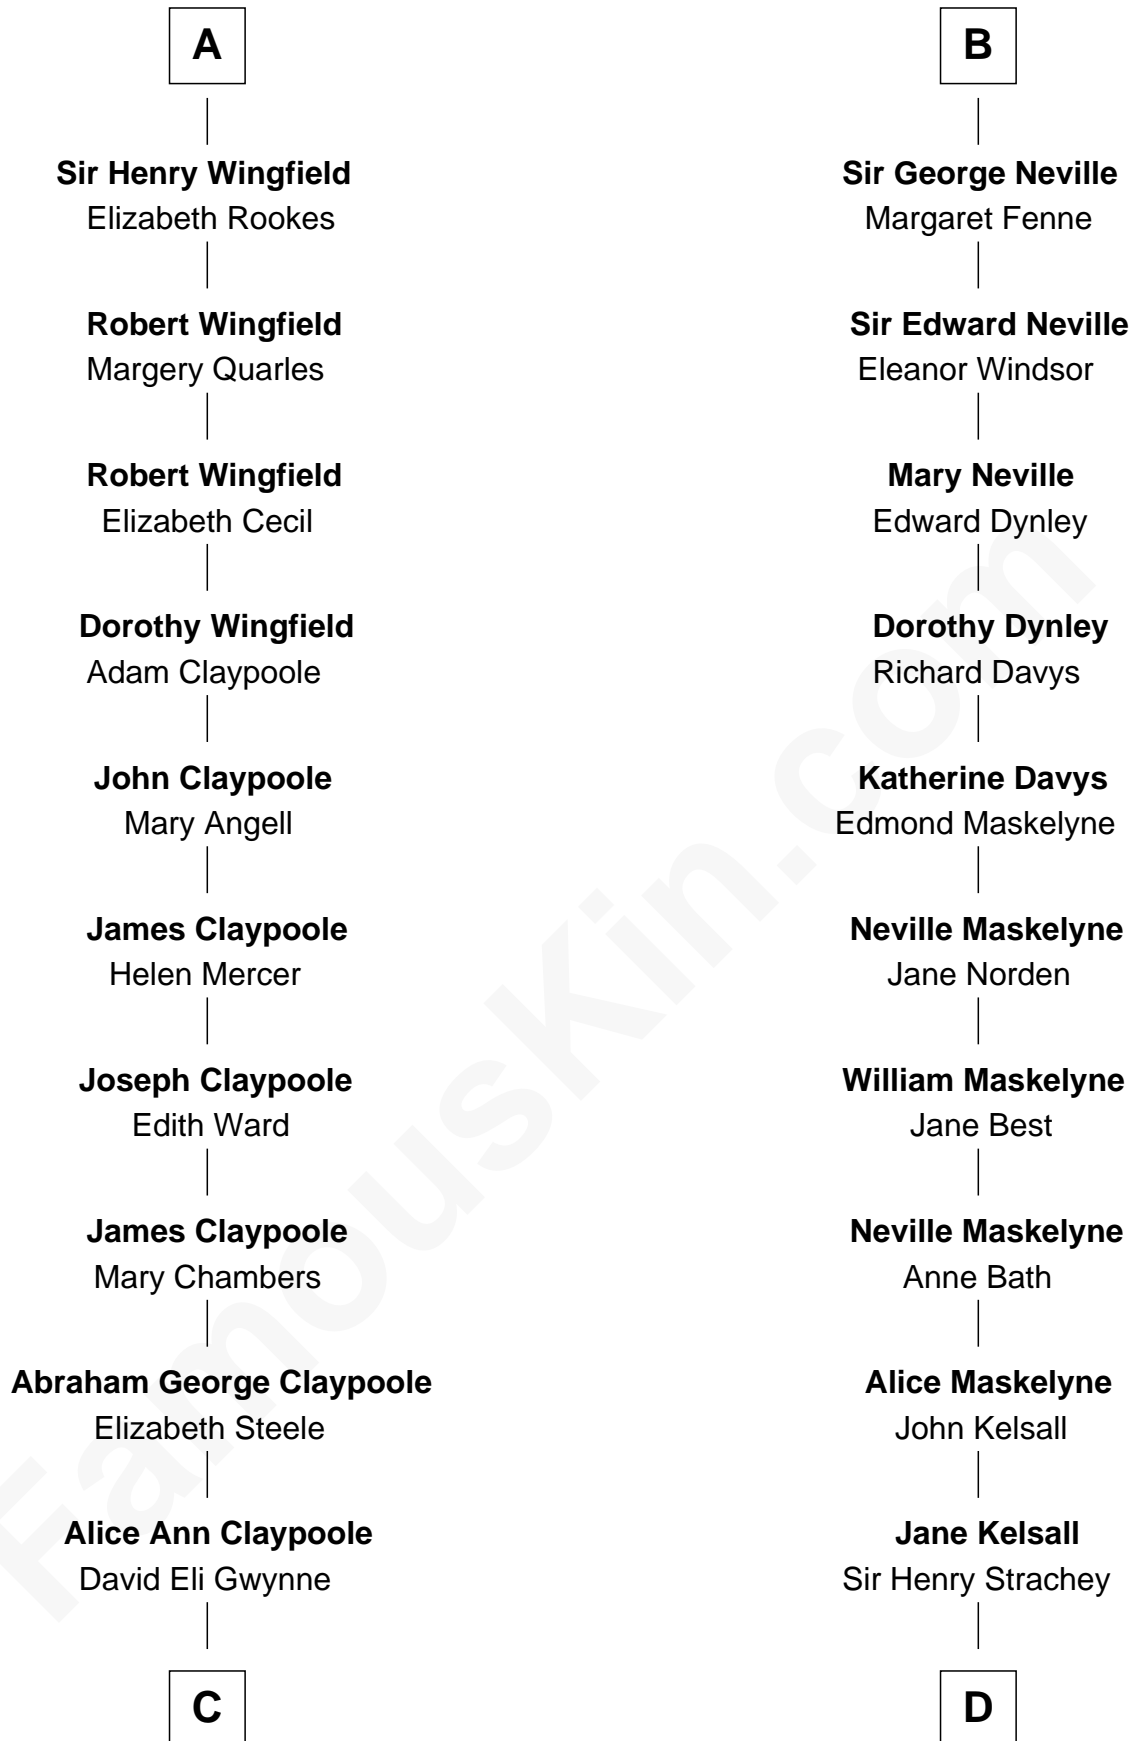 A
Sir Henry Wingfield
Elizabeth Rookes
Robert Wingfield
Margery Quarles
Robert Wingfield
Elizabeth Cecil
Dorothy Wingfield
Adam Claypoole
John Claypoole
Mary Angell
James Claypoole
Helen Mercer
Joseph Claypoole
Edith Ward
James Claypoole
Mary Chambers
Abraham George Claypoole
Elizabeth Steele
Alice Ann Claypoole
David Eli Gwynne
C
B
Sir George Neville
Margaret Fenne
Sir Edward Neville
Eleanor Windsor
Mary Neville
Edward Dynley
Dorothy Dynley
Richard Davys
Katherine Davys
Edmond Maskelyne
Neville Maskelyne
Jane Norden
William Maskelyne
Jane Best
Neville Maskelyne
Anne Bath
Alice Maskelyne
John Kelsall
Jane Kelsall
Sir Henry Strachey
D
FamousKin.com